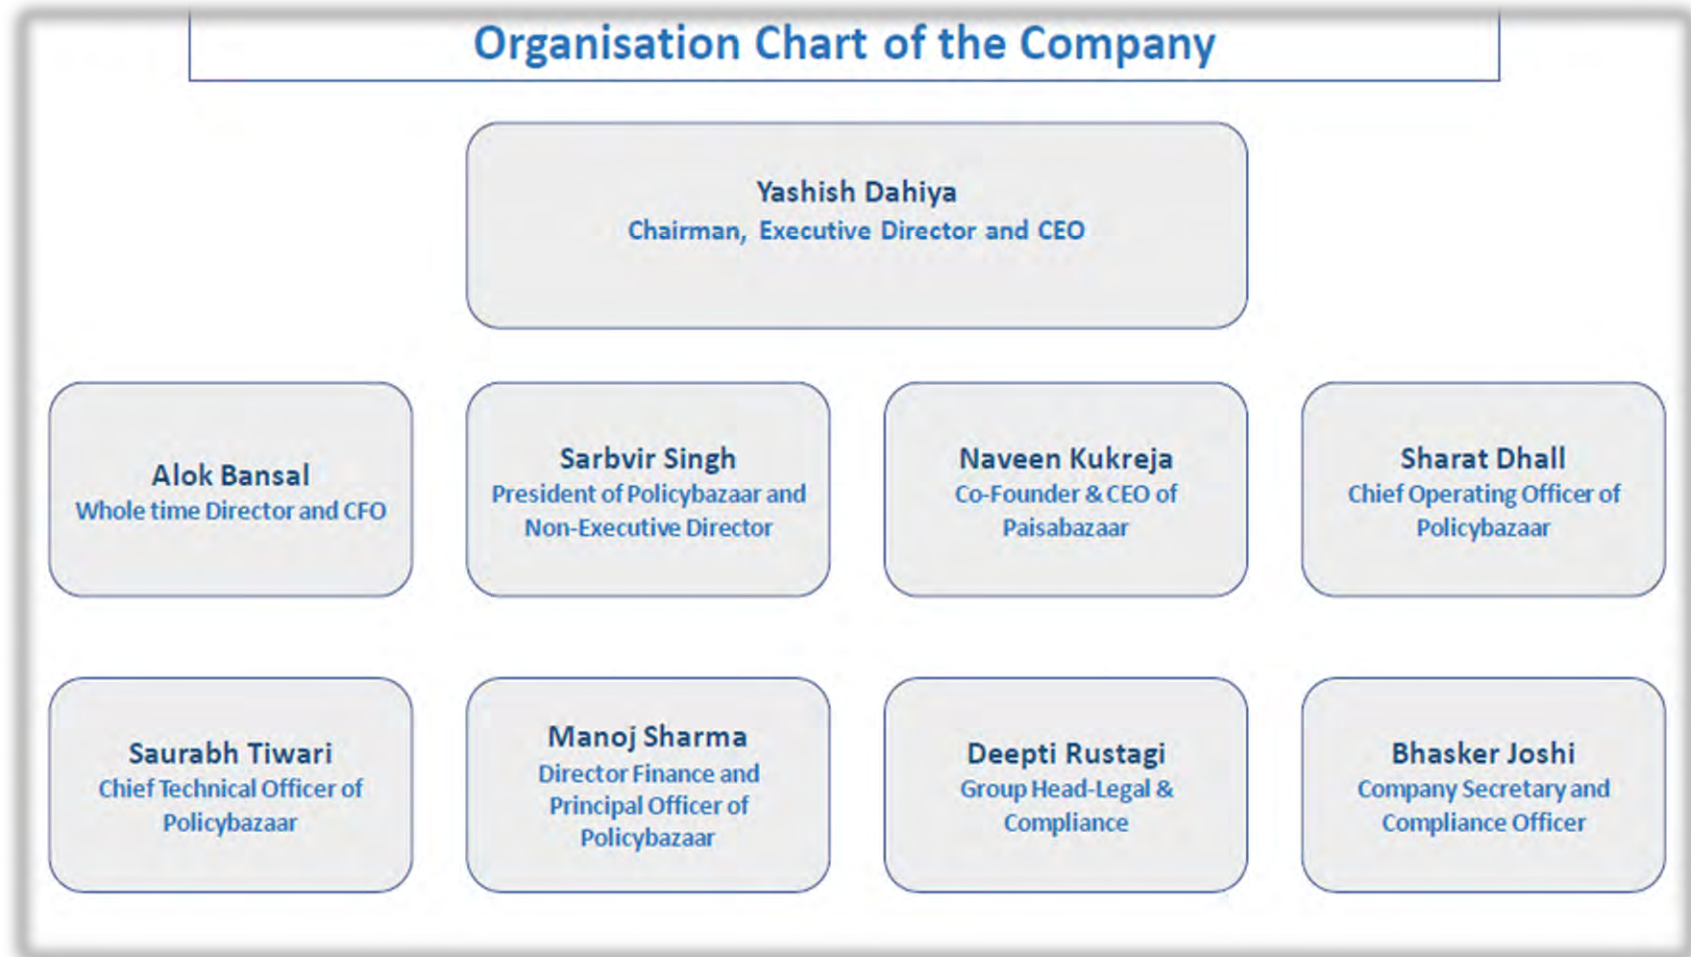 Organisation Chart of the Company
Yashish Dahiya
Chairman, Executive Director and CEO
Alok Bansal
Whole time Director and CFO
Sarbvir Singh
President of Policybazaar and
Non-Executive Director
Naveen Kukreja
Co-Founder & CEO of
Paisabazaar
Sharat Dhall
Chief Operating Officer of
Policybazaar
Saurabh Tiwari
Chief Technical Officer of
Policybazaar
Manoj Sharma
Director Finance and
Principal Officer of
Policybazaar
Deepti Rustagi
Group Head-Legal &
Compliance
Bhasker Joshi
Company Secretary and
Compliance Officer